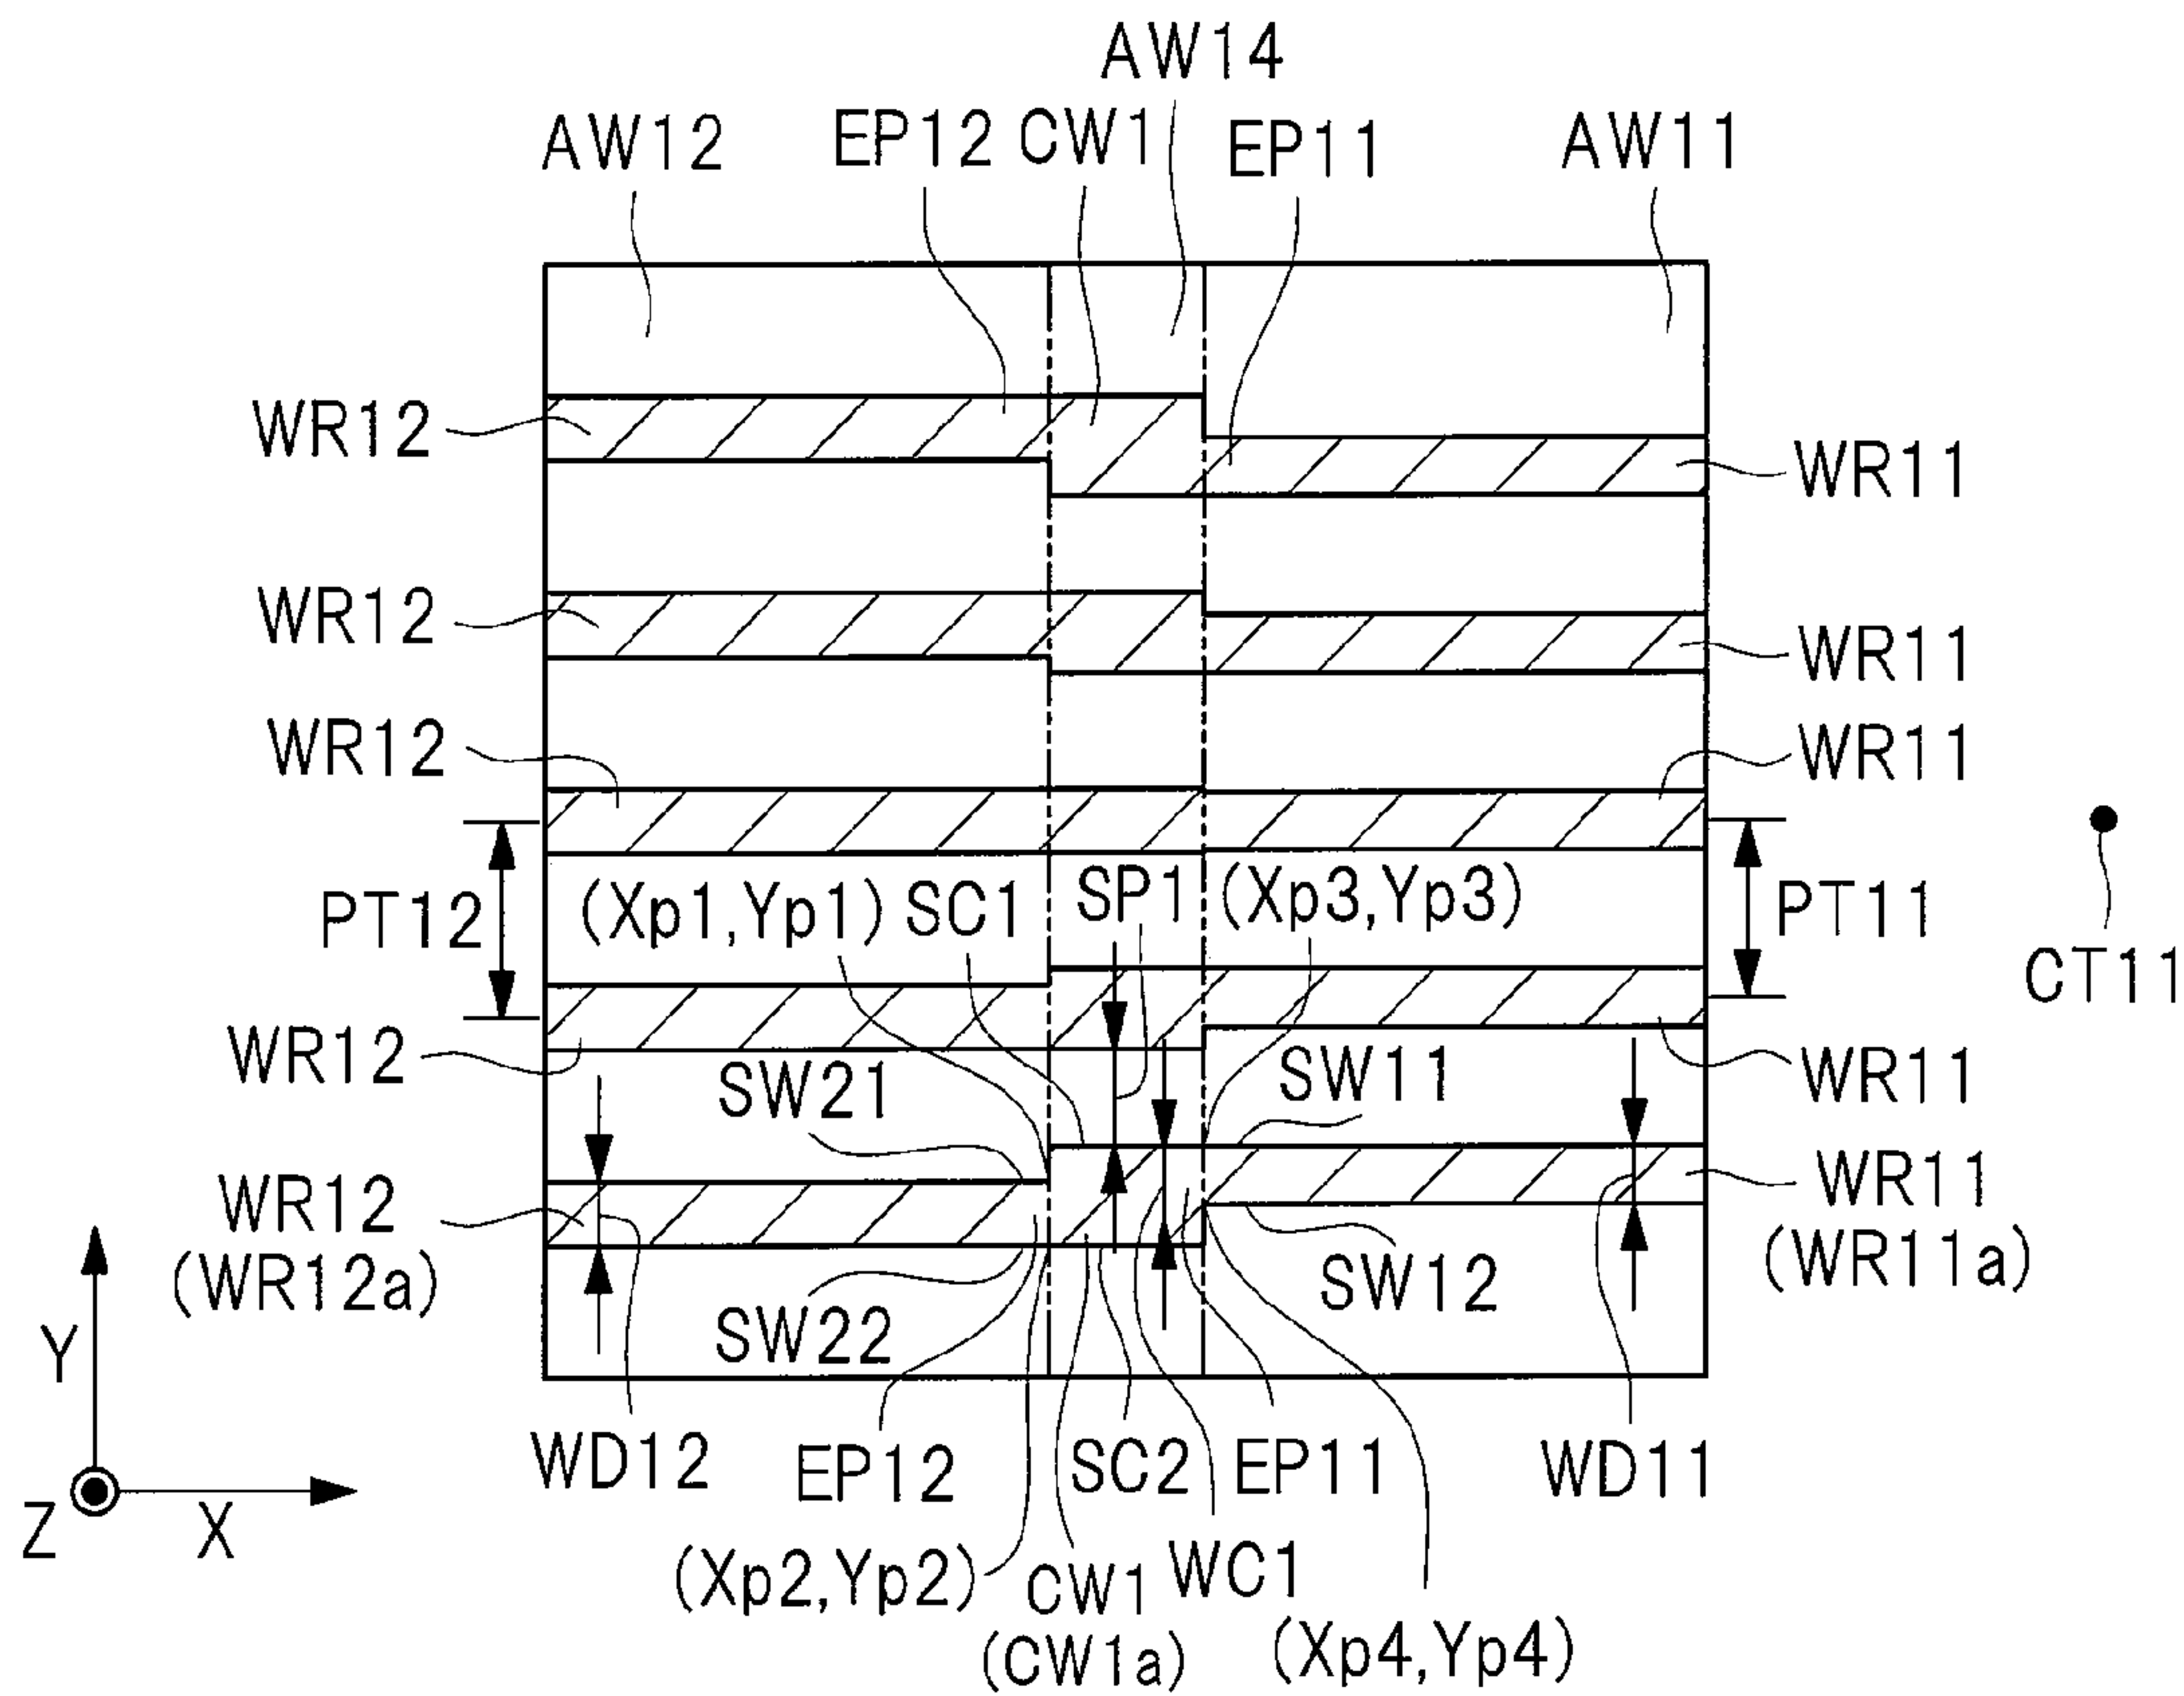 AW14
AW12
EP12
CW1
EP11
AW11
WR12
WR11
WR12
WR11
WR12
WR11
PT12
(Xp1,Yp1)
SC1
SP1
(Xp3,Yp3)
PT11
CT11
WR12
SW21
SW11
WR11
WR12
(WR12a)
WR11
(WR11a)
SW22
SW12
Y
Z
X
WD12
EP12
SC2
EP11
WD11
(Xp2,Yp2)
CW1
(CW1a)
WC1
(Xp4,Yp4)